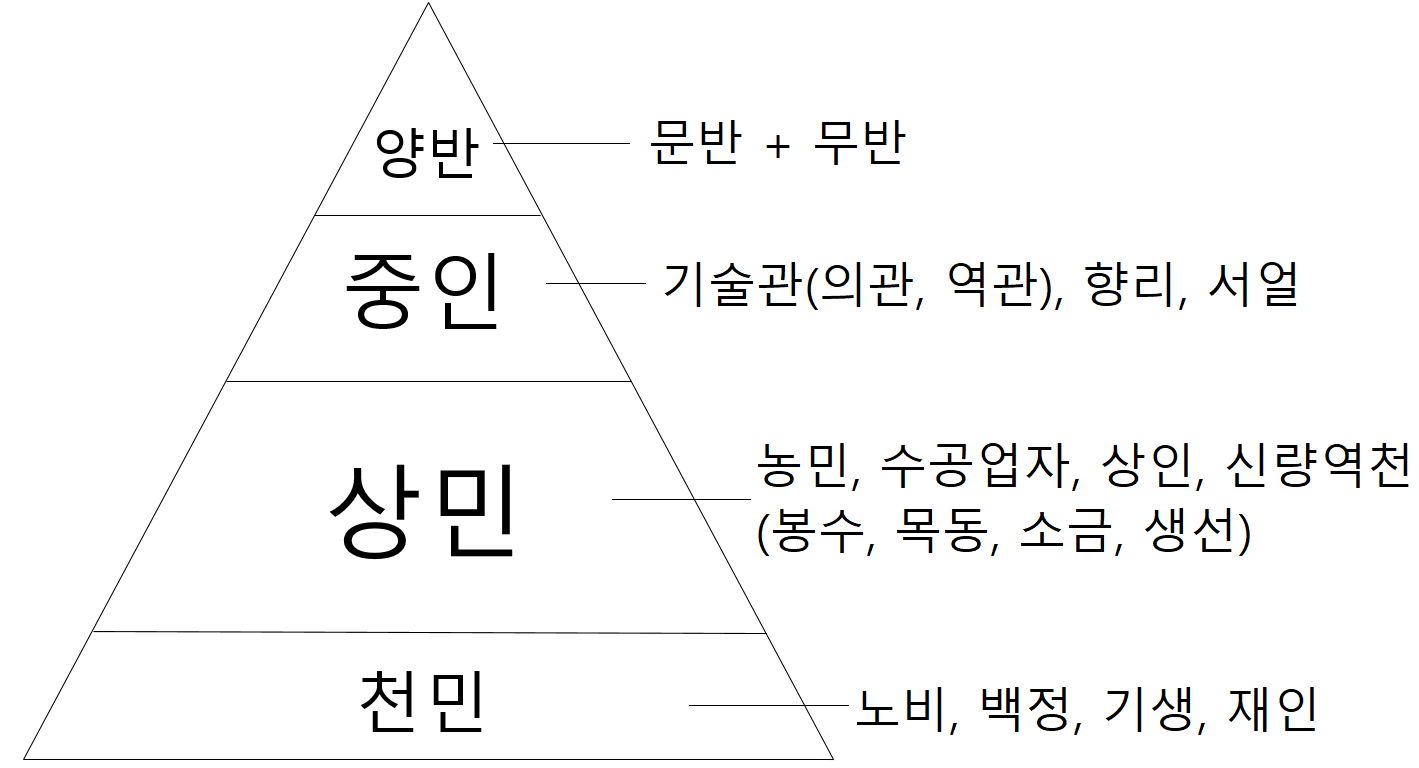 양반
문반 + 무반
중인
기술관(의관, 역관), 향리, 서얼
상민
농민, 수공업자, 상인, 신량역천
(봉수, 목동, 소금, 생선)
천민
노비, 백정, 기생, 재인